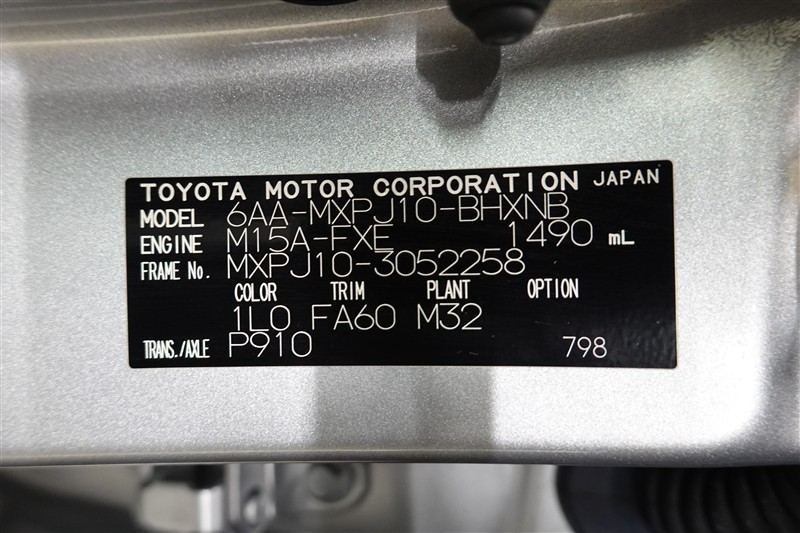 TOYOTA MOTOR CORPORATION JAPAN
MODEL 6AA-MXPJ10-BHXNB
ENGINE M15A-FXE 1490 mL
FRAME No. MXPJ10-3052258
COLOR TRIM PLANT OPTION
1L0 FA60 M32
TRANS./AXLE P910 798